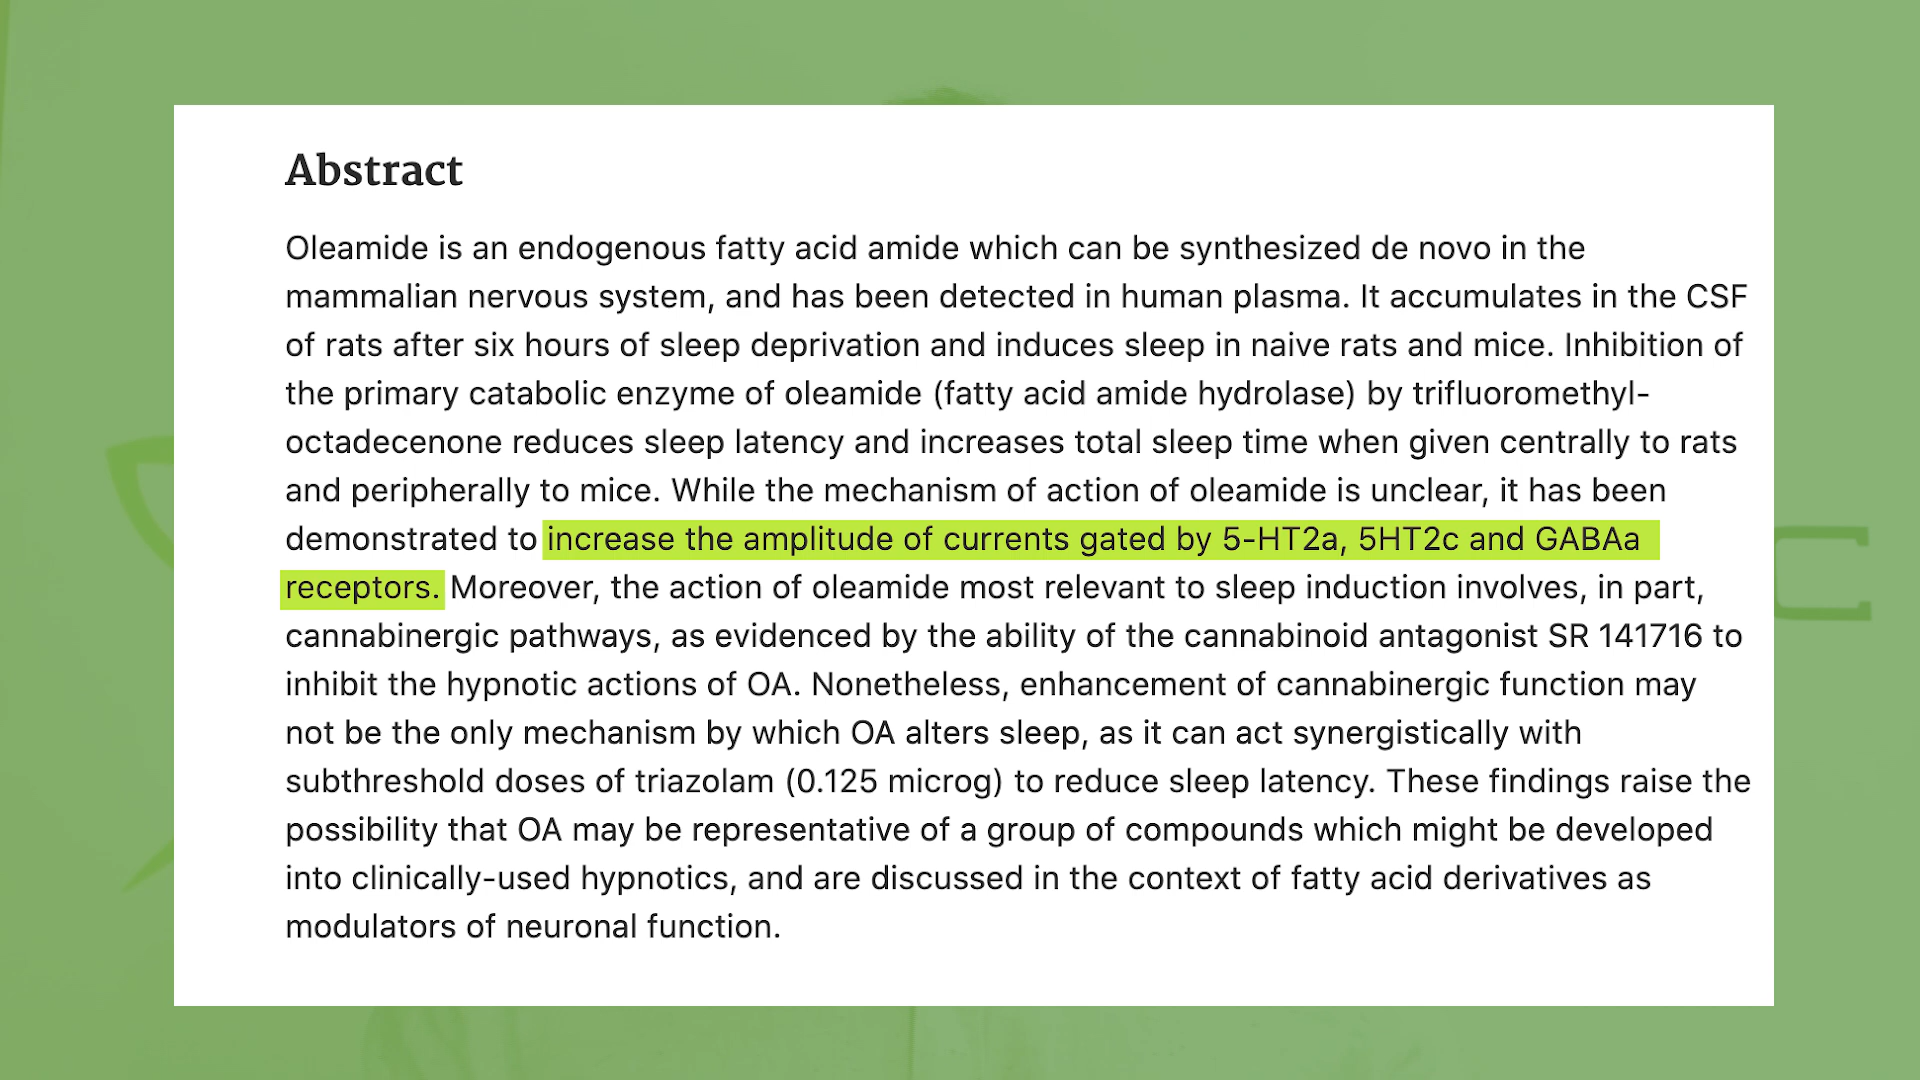 Abstract
Oleamide is an endogenous fatty acid amide which can be synthesized de novo in the
mammalian nervous system, and has been detected in human plasma. It accumulates in the CSF
of rats after six hours of sleep deprivation and induces sleep in naive rats and mice. Inhibition of
the primary catabolic enzyme of oleamide (fatty acid amide hydrolase) by trifluoromethyl-
octadecenone reduces sleep latency and increases total sleep time when given centrally to rats
and peripherally to mice. While the mechanism of action of oleamide is unclear, it has been
demonstrated to increase the amplitude of currents gated by 5-HT2a, 5HT2c and GABAa
receptors. Moreover, the action of oleamide most relevant to sleep induction involves, in part,
cannabinergic pathways, as evidenced by the ability of the cannabinoid antagonist SR 141716 to
inhibit the hypnotic actions of OA. Nonetheless, enhancement of cannabinergic function may
not be the only mechanism by which OA alters sleep, as it can act synergistically with
subthreshold doses of triazolam (0.125 microg) to reduce sleep latency. These findings raise the
possibility that OA may be representative of a group of compounds which might be developed
into clinically-used hypnotics, and are discussed in the context of fatty acid derivatives as
modulators of neuronal function.
C